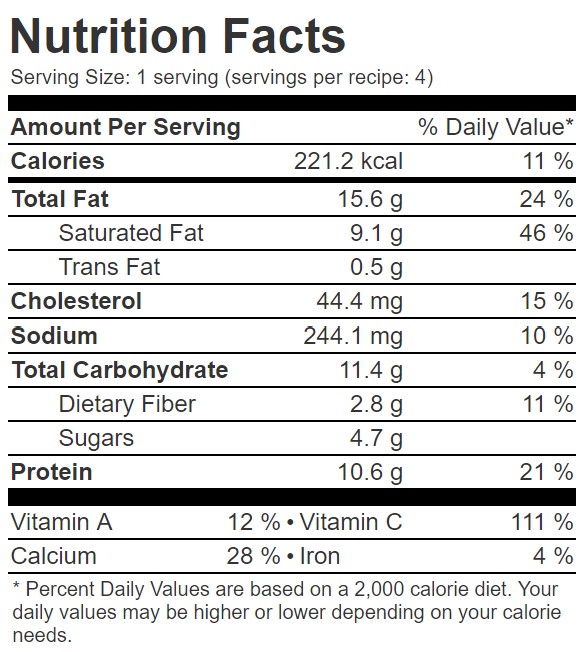 Nutrition Facts
Serving Size: 1 serving (servings per recipe: 4)
Amount Per Serving % Daily Value*
Calories 221.2 kcal 11 %
Total Fat 15.6 g 24 %
Saturated Fat 9.1 g 46 %
Trans Fat 0.5 g
Cholesterol 44.4 mg 15 %
Sodium 244.1 mg 10 %
Total Carbohydrate 11.4 g 4 %
Dietary Fiber 2.8 g 11 %
Sugars 4.7 g
Protein 10.6 g 21 %
Vitamin A 12 % • Vitamin C 111 %
Calcium 28 % • Iron 4 %
* Percent Daily Values are based on a 2,000 calorie diet. Your
daily values may be higher or lower depending on your calorie
needs.